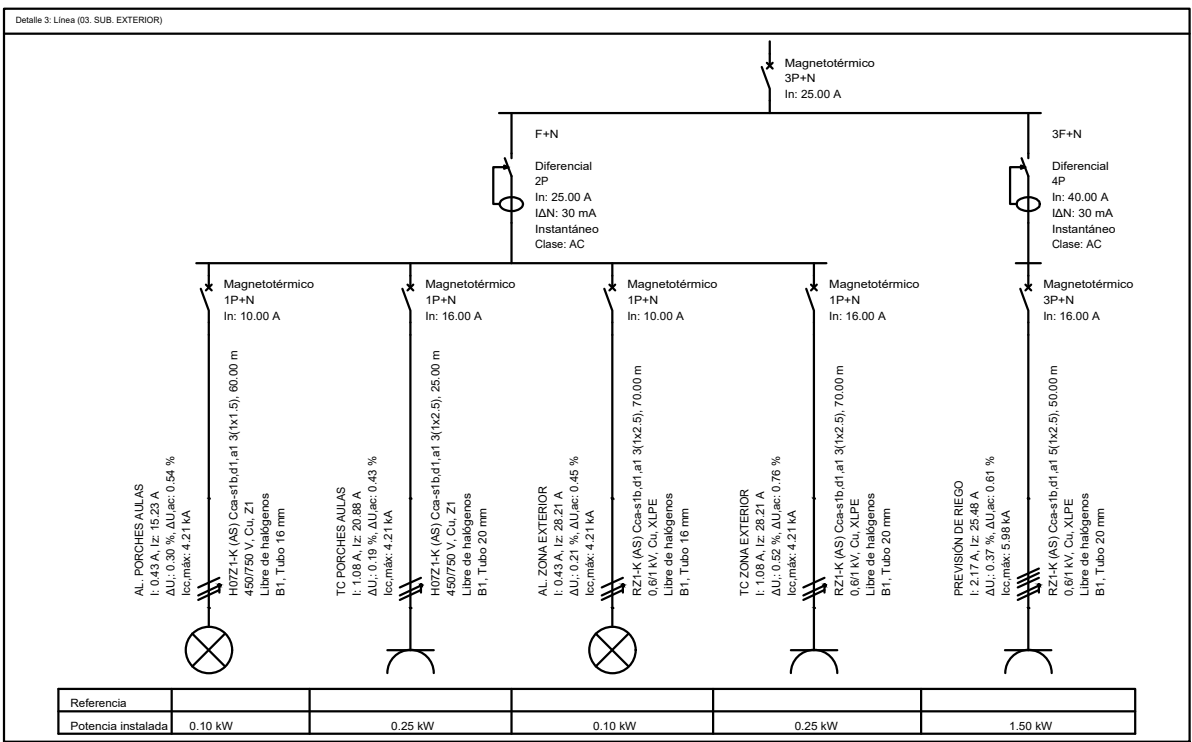 Detalle 3: Línea (03. SUB. EXTERIOR)
Magnetotérmico
3P+N
In: 25.00 A
F+N
Diferencial
2P
In: 25.00 A
IΔN: 30 mA
Instantáneo
Clase: AC
3F+N
Diferencial
4P
In: 40.00 A
IΔN: 30 mA
Instantáneo
Clase: AC
Magnetotérmico
1P+N
In: 10.00 A
Magnetotérmico
1P+N
In: 16.00 A
Magnetotérmico
1P+N
In: 10.00 A
Magnetotérmico
1P+N
In: 16.00 A
Magnetotérmico
3P+N
In: 16.00 A
AL. PORCHES AULAS
I: 0.43 A, Iz: 15.23 A
ΔU,: 0.30 %, ΔU,ac: 0.54 %
Icc,máx: 4.21 kA
H07Z1-K (AS) Cca-s1b,d1,a1 3(1x1.5), 60.00 m
450/750 V, Cu, Z1
Libre de halógenos
B1, Tubo 16 mm
TC PORCHES AULAS
I: 1.08 A, Iz: 20.88 A
ΔU,: 0.19 %, ΔU,ac: 0.43 %
Icc,máx: 4.21 kA
H07Z1-K (AS) Cca-s1b,d1,a1 3(1x2.5), 25.00 m
450/750 V, Cu, Z1
Libre de halógenos
B1, Tubo 20 mm
AL. ZONA EXTERIOR
I: 0.43 A, Iz: 28.21 A
ΔU,: 0.21 %, ΔU,ac: 0.45 %
Icc,máx: 4.21 kA
RZ1-K (AS) Cca-s1b,d1,a1 3(1x2.5), 70.00 m
0,6/1 kV, Cu, XLPE
Libre de halógenos
B1, Tubo 16 mm
TC ZONA EXTERIOR
I: 1.08 A, Iz: 28.21 A
ΔU,: 0.52 %, ΔU,ac: 0.76 %
Icc,máx: 4.21 kA
RZ1-K (AS) Cca-s1b,d1,a1 3(1x2.5), 70.00 m
0,6/1 kV, Cu, XLPE
Libre de halógenos
B1, Tubo 20 mm
PREVISIÓN DE RIEGO
I: 2.17 A, Iz: 25.48 A
ΔU,: 0.37 %, ΔU,ac: 0.61 %
Icc,máx: 5.98 kA
RZ1-K (AS) Cca-s1b,d1,a1 5(1x2.5), 50.00 m
0,6/1 kV, Cu, XLPE
Libre de halógenos
B1, Tubo 20 mm
Referencia
Potencia instalada 0.10 kW 0.25 kW 0.10 kW 0.25 kW 1.50 kW